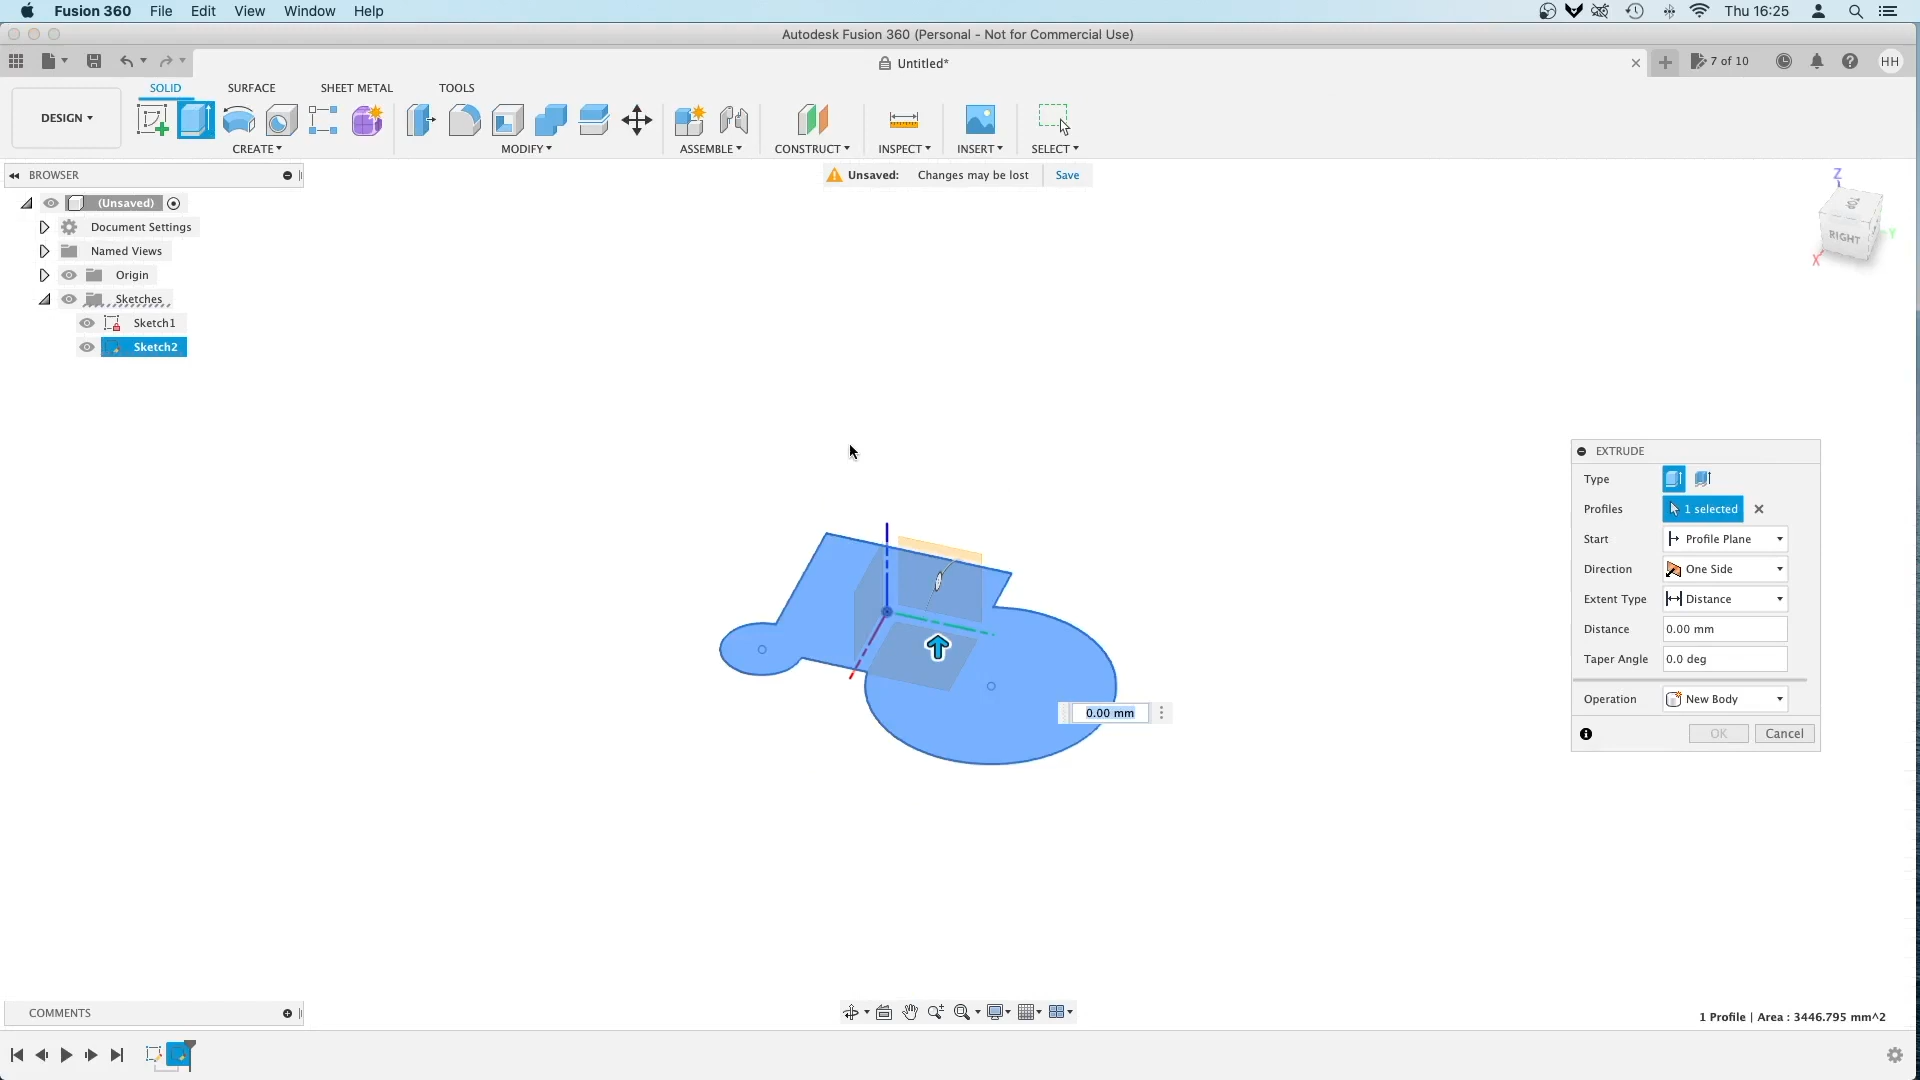 Fusion 360 File Edit View Window Help Thu 16:25
Autodesk Fusion 360 (Personal - Not for Commercial Use)
Untitled* 7 of 10 HH
SOLID SURFACE SHEET METAL TOOLS
DESIGN
CREATE MODIFY ASSEMBLE CONSTRUCT INSPECT INSERT SELECT
BROWSER
Unsaved: Changes may be lost Save
(Unsaved)
Document Settings
Named Views
Origin
Sketches
Sketch1
Sketch2
Z
TOP
RIGHT
Y
X
EXTRUDE
Type
Profiles 1 selected
Start Profile Plane
Direction One Side
Extent Type Distance
Distance 0.00 mm
Taper Angle 0.0 deg
Operation New Body
OK Cancel
0.00 mm
COMMENTS
1 Profile | Area : 3446.795 mm^2